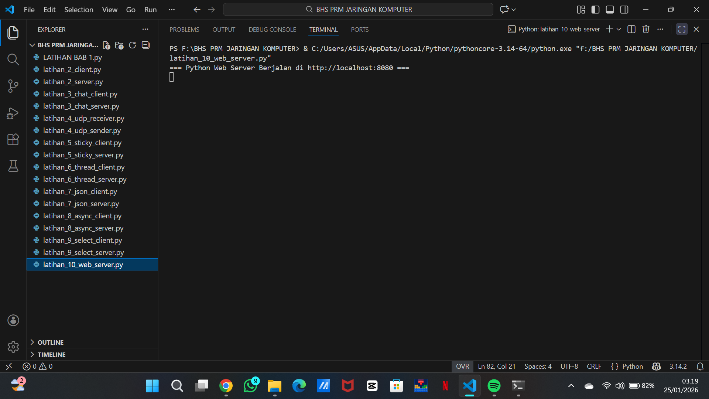 File Edit Selection View Go Run ··· BHS PRM JARINGAN KOMPUTER
EXPLORER ···
BHS PRM JARINGA...
LATIHAN BAB 1.py
latihan_2_client.py
latihan_2_server.py
latihan_3_chat_client.py
latihan_3_chat_server.py
latihan_4_udp_receiver.py
latihan_4_udp_sender.py
latihan_5_sticky_client.py
latihan_5_sticky_server.py
latihan_6_thread_client.py
latihan_6_thread_server.py
latihan_7_json_client.py
latihan_7_json_server.py
latihan_8_async_client.py
latihan_8_async_server.py
latihan_9_select_client.py
latihan_9_select_server.py
latihan_10_web_server.py
OUTLINE
TIMELINE
PROBLEMS OUTPUT DEBUG CONSOLE TERMINAL PORTS Python: latihan_10_web_server
PS F:\BHS PRM JARINGAN KOMPUTER> & C:/Users/ASUS/AppData/Local/Python/pythoncore-3.14-64/python.exe "F:/BHS PRM JARINGAN KOMPUTER/
latihan_10_web_server.py"
=== Python Web Server Berjalan di http://localhost:8080 ===
0 0 OVR Ln 82, Col 21 Spaces: 4 UTF-8 CRLF {} Python 3.14.2
2 8 82% 03.19
25/01/2026